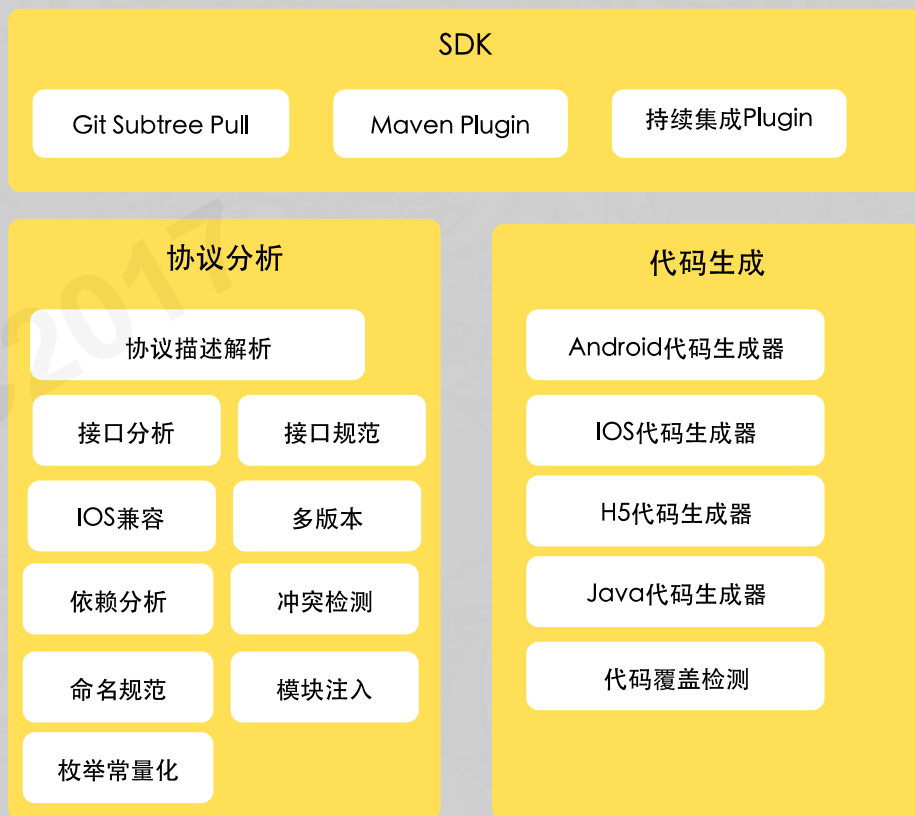 SDK
Git Subtree Pull
Maven Plugin
持续集成Plugin
协议分析
协议描述解析
接口分析
接口规范
IOS兼容
多版本
依赖分析
冲突检测
命名规范
模块注入
枚举常量化
代码生成
Android代码生成器
IOS代码生成器
H5代码生成器
Java代码生成器
代码覆盖检测
2017